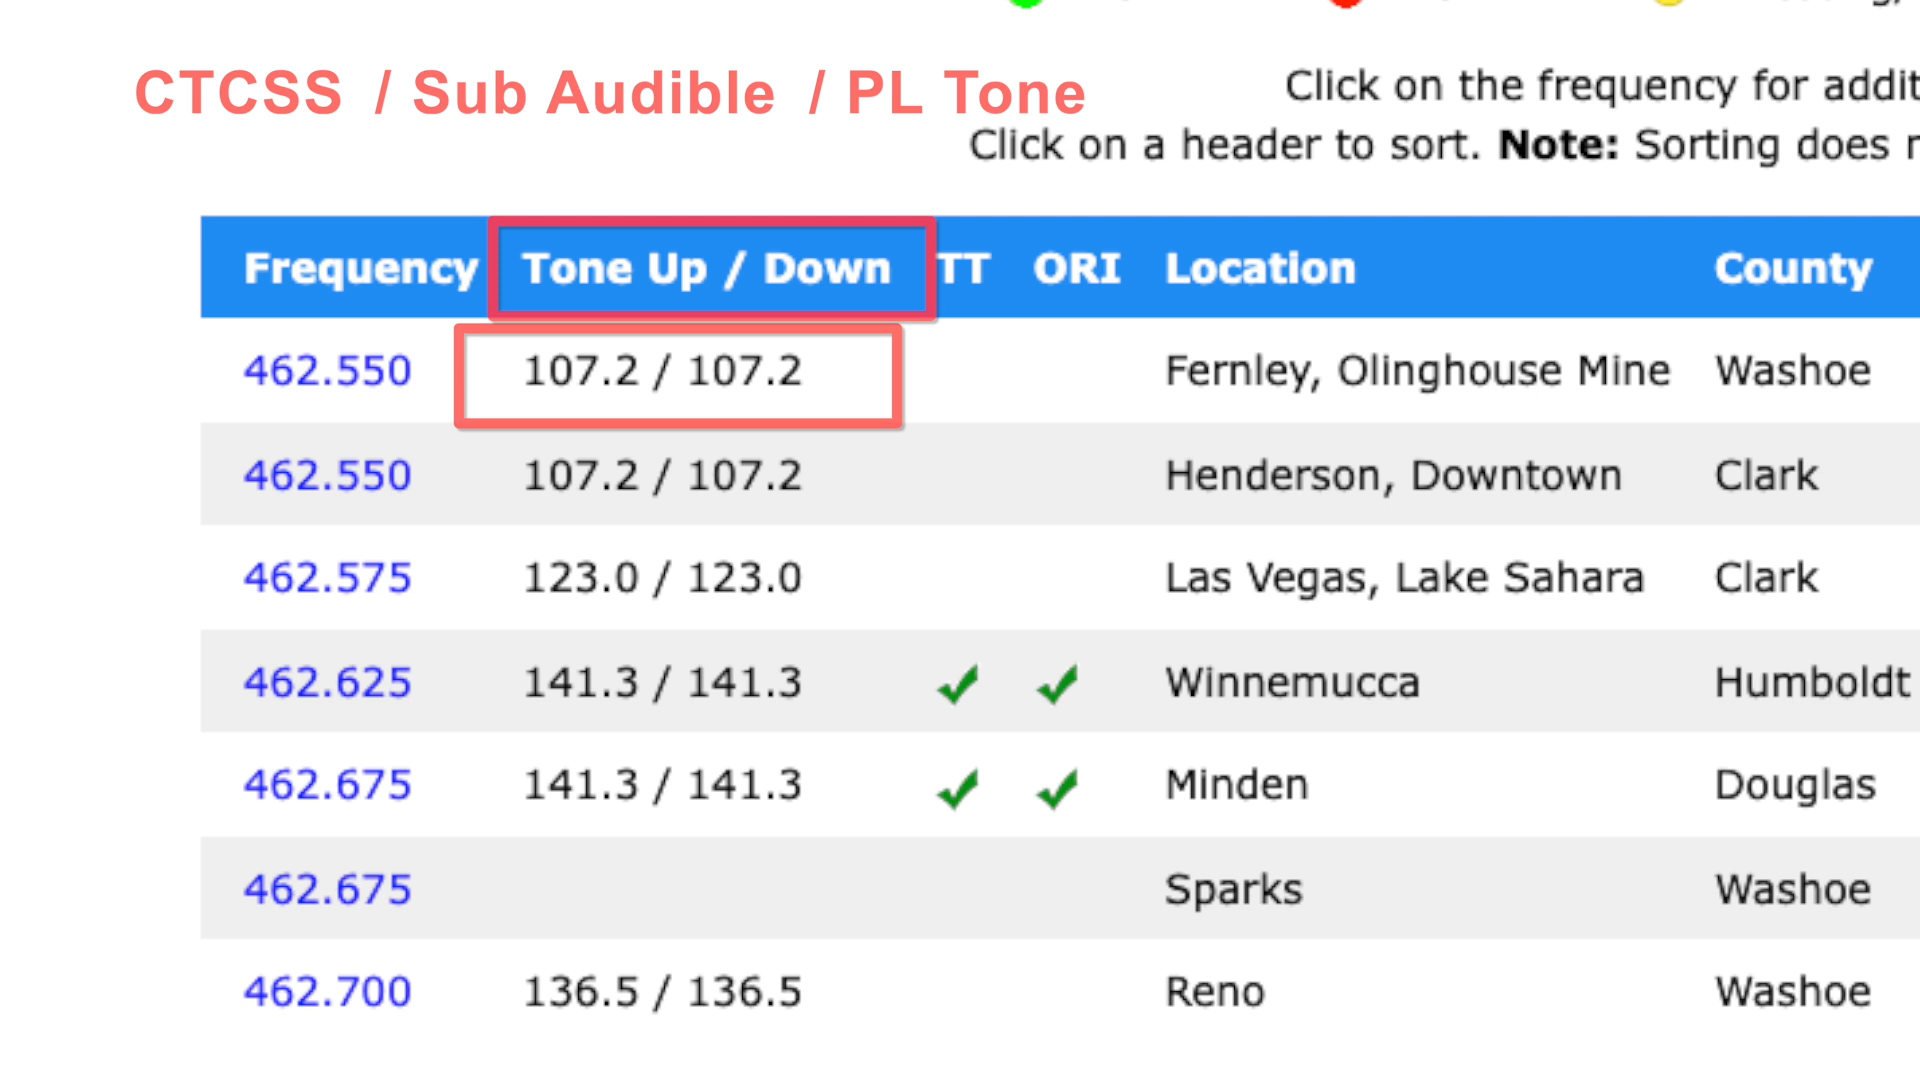 CTCSS / Sub Audible / PL Tone
Click on the frequency for addit
Click on a header to sort. Note: Sorting does
Frequency Tone Up / Down TT ORI Location County
462.550 107.2 / 107.2 Fernley, Olinghouse Mine Washoe
462.550 107.2 / 107.2 Henderson, Downtown Clark
462.575 123.0 / 123.0 Las Vegas, Lake Sahara Clark
462.625 141.3 / 141.3 Winnemucca Humboldt
462.675 141.3 / 141.3 Minden Douglas
462.675 Sparks Washoe
462.700 136.5 / 136.5 Reno Washoe